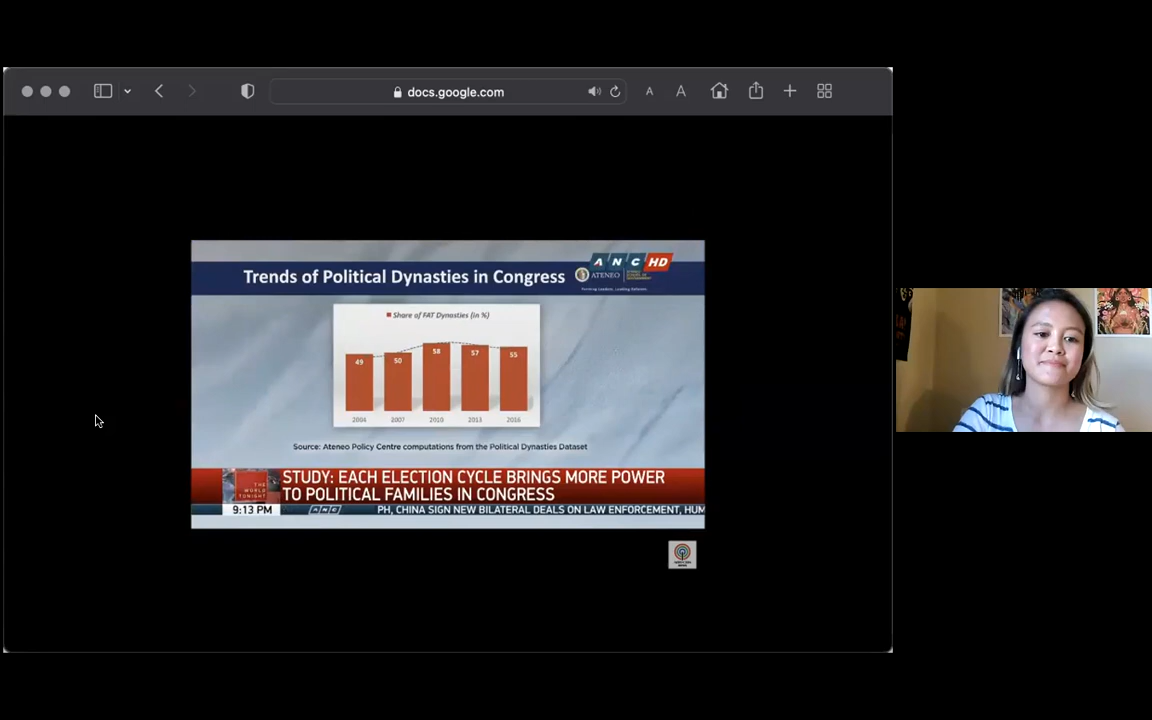 docs.google.com
A A
Trends of Political Dynasties in Congress
A N C HD
ATENEO
Share of FAT Dynasties (in %)
49 50 58 57 55
2004 2007 2010 2013 2016
Source: Ateneo Policy Centre computations from the Political Dynasties Dataset
THE
WORLD
TONIGHT
STUDY: EACH ELECTION CYCLE BRINGS MORE POWER
TO POLITICAL FAMILIES IN CONGRESS
9:13 PM
ANC
PH, CHINA SIGN NEW BILATERAL DEALS ON LAW ENFORCEMENT, HUM